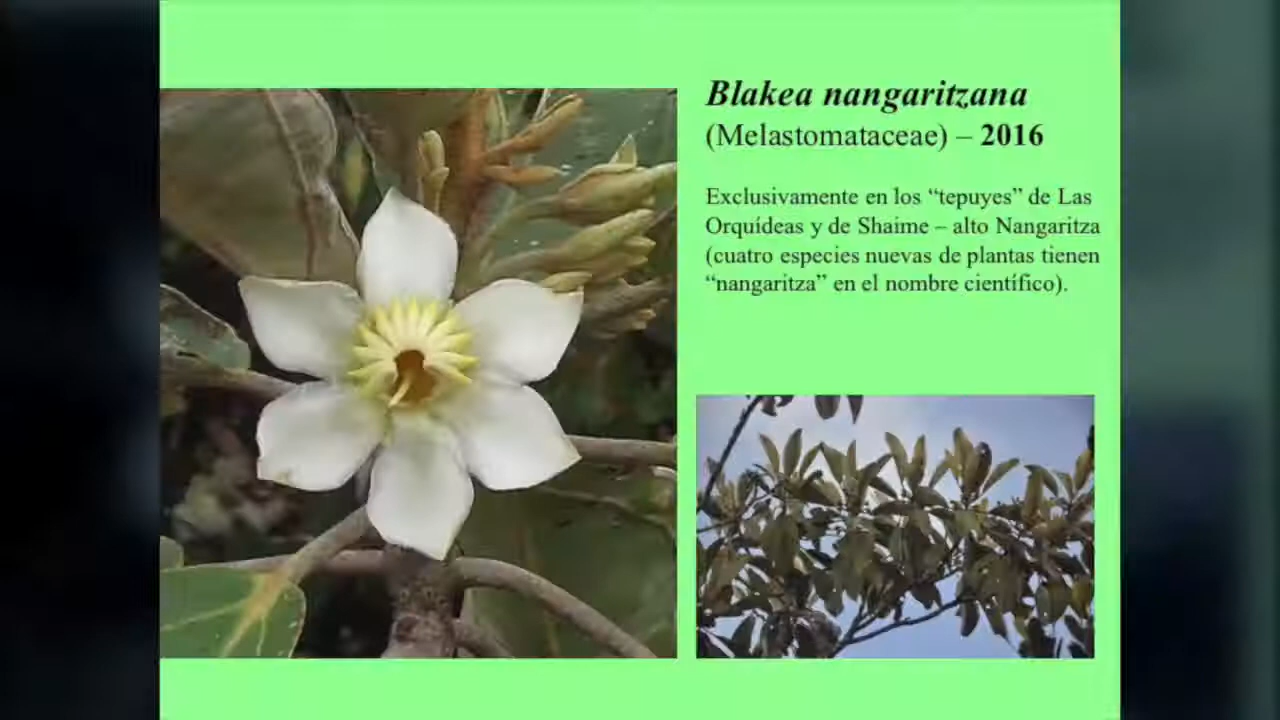 Blakea nangaritzana
(Melastomataceae) – 2016
Exclusivamente en los “tepuyes” de Las
Orquídeas y de Shaime – alto Nangaritza
(cuatro especies nuevas de plantas tienen
“nangaritza” en el nombre científico).